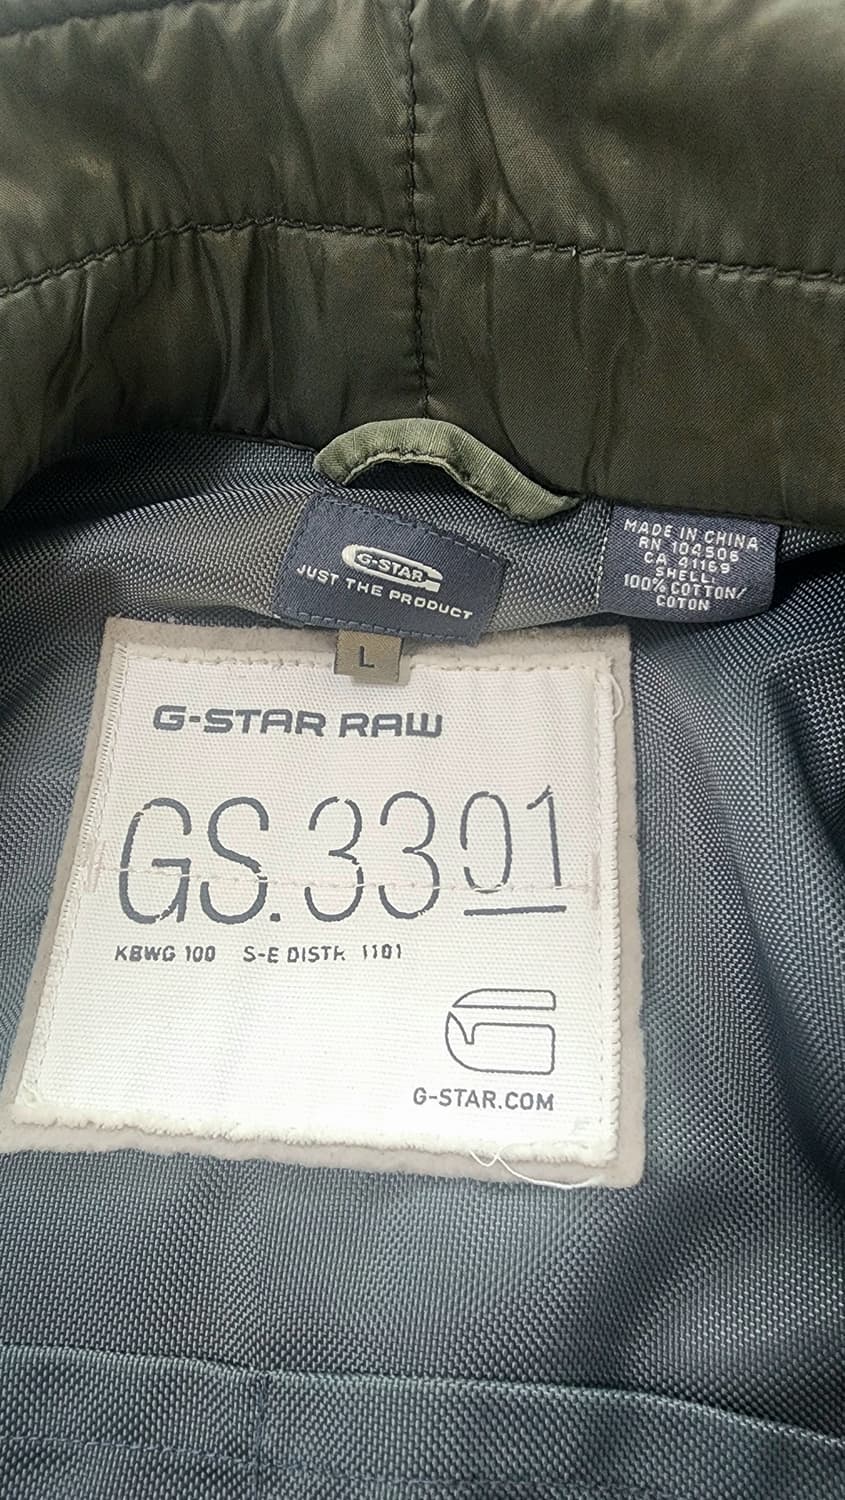 G-STAR
JUST THE PRODUCT
MADE IN CHINA
RN 104506
CA 41169
SHELL:
100% COTTON/
COTON
L
G-STAR RAW
GS.3301
KBWG 100 S-E DISTR 1101
G-STAR.COM